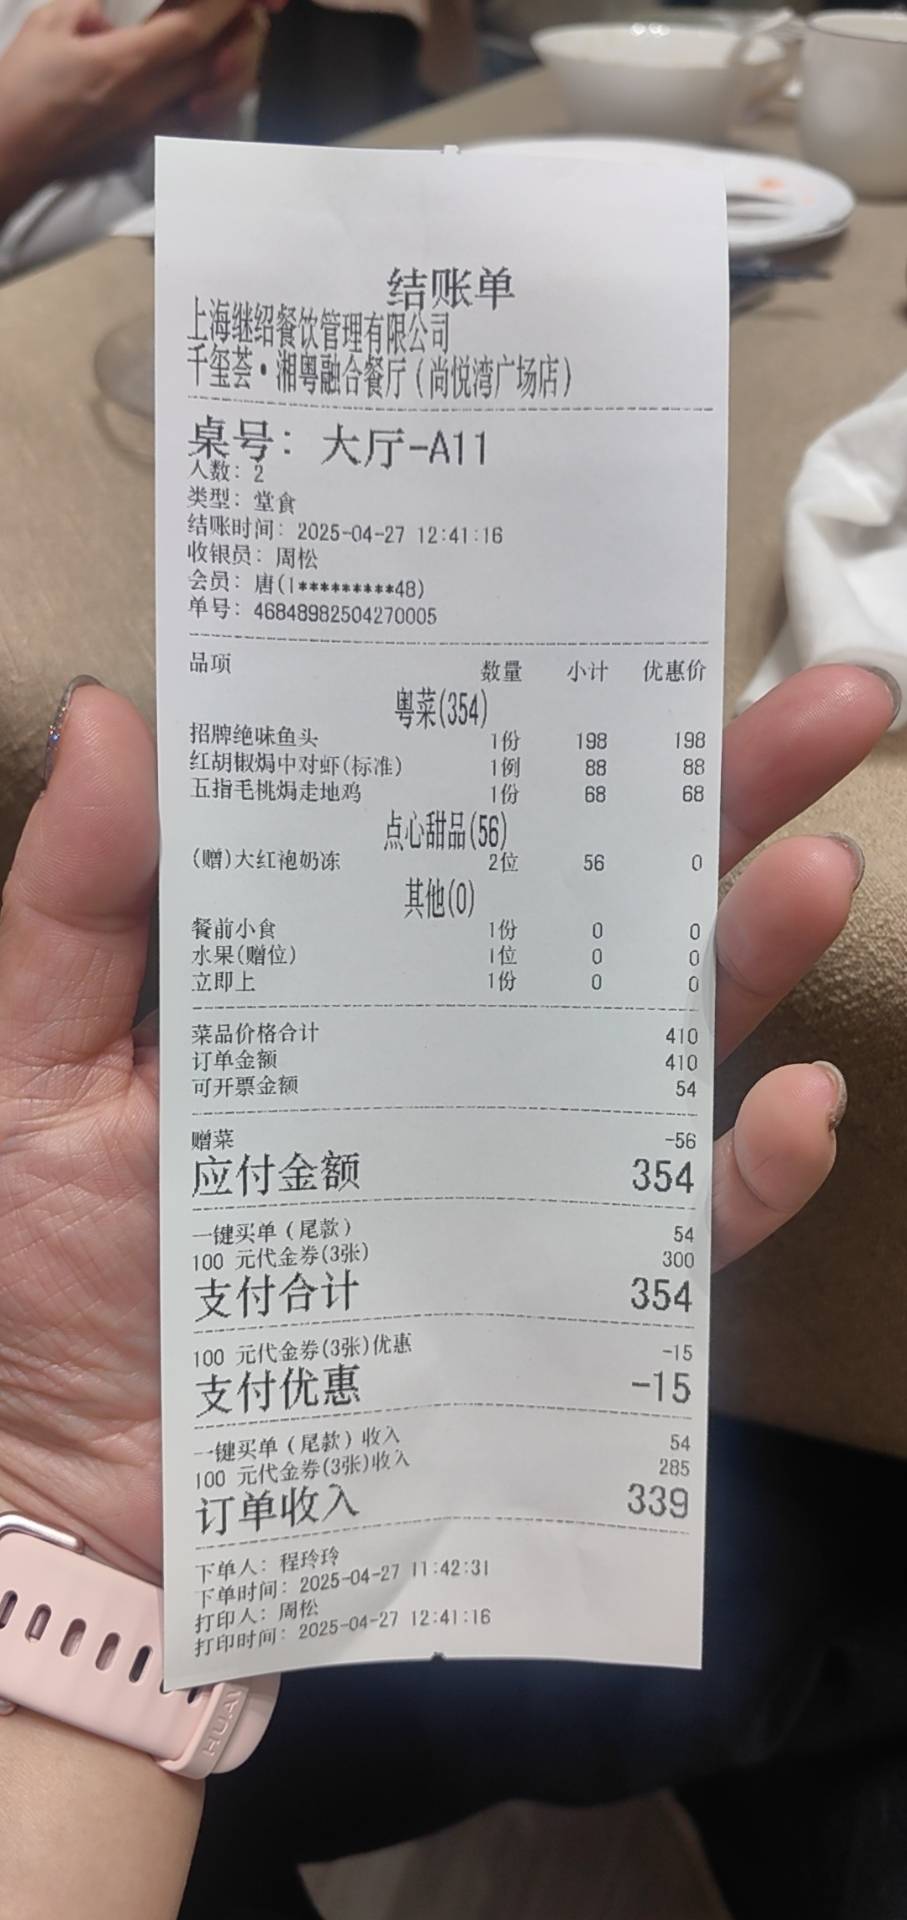 结账单
上海继绍餐饮管理有限公司
千玺荟·湘粤融合餐厅(尚悦湾广场店)
桌号: 大厅-A11
人数: 2
类型: 堂食
结账时间: 2025-04-27 12:41:16
收银员: 周松
会员: 唐(1*********48)
单号: 46848982504270005
品项 数量 小计 优惠价
粤菜(354)
招牌绝味鱼头 1份 198 198
红胡椒焗中对虾(标准) 1例 88 88
五指毛桃焗走地鸡 1份 68 68
点心甜品(56)
(赠)大红袍奶冻 2位 56 0
其他(0)
餐前小食 1份 0 0
水果(赠位) 1位 0 0
立即上 1份 0 0
菜品价格合计 410
订单金额 410
可开票金额 54
赠菜 -56
应付金额 354
一键买单(尾款) 54
100 元代金券(3张) 300
支付合计 354
100 元代金券(3张)优惠 -15
支付优惠 -15
一键买单(尾款)收入 54
100 元代金券(3张)收入 285
订单收入 339
下单人: 程玲玲
下单时间: 2025-04-27 11:42:31
打印人: 周松
打印时间: 2025-04-27 12:41:16
HUA